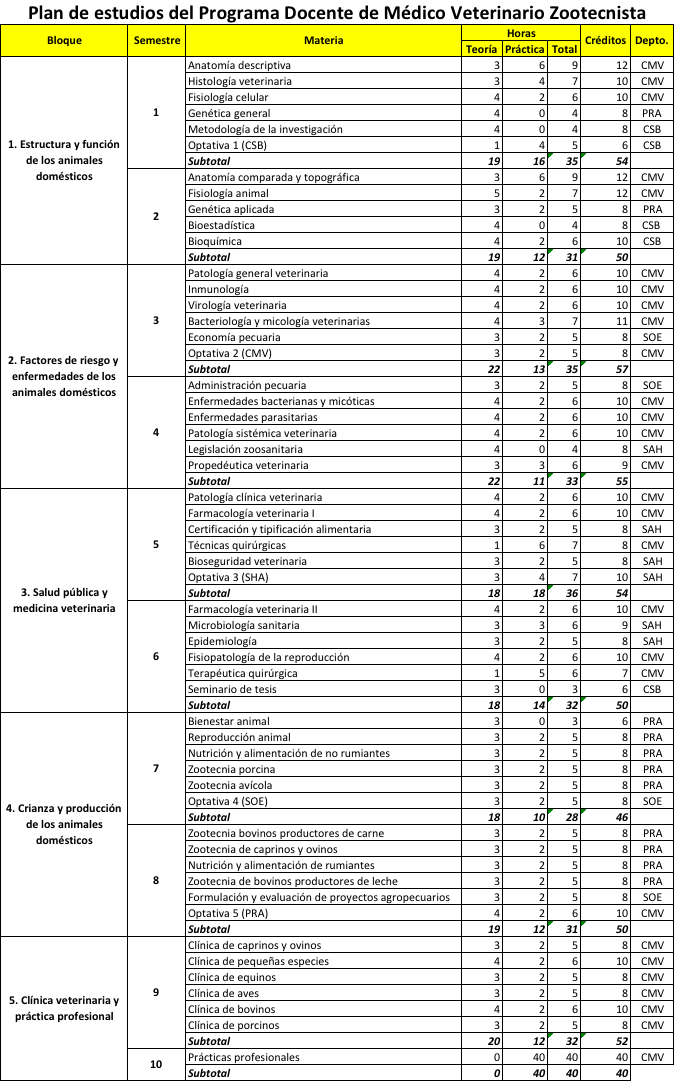 Plan de estudios del Programa Docente de Médico Veterinario Zootecnista
Bloque Semestre Materia Horas Créditos Depto.
Teoría Práctica Total
1. Estructura y función de los animales domésticos
1
Anatomía descriptiva 3 6 9 12 CMV
Histología veterinaria 3 4 7 10 CMV
Fisiología celular 4 2 6 10 CMV
Genética general 4 0 4 8 PRA
Metodología de la investigación 4 0 4 8 CSB
Optativa 1 (CSB) 1 4 5 6 CSB
Subtotal 19 16 35 54
2
Anatomía comparada y topográfica 3 6 9 12 CMV
Fisiología animal 5 2 7 12 CMV
Genética aplicada 3 2 5 8 PRA
Bioestadística 4 0 4 8 CSB
Bioquímica 4 2 6 10 CSB
Subtotal 19 12 31 50
2. Factores de riesgo y enfermedades de los animales domésticos
3
Patología general veterinaria 4 2 6 10 CMV
Inmunología 4 2 6 10 CMV
Virología veterinaria 4 2 6 10 CMV
Bacteriología y micología veterinarias 4 3 7 11 CMV
Economía pecuaria 3 2 5 8 SOE
Optativa 2 (CMV) 3 2 5 8 CMV
Subtotal 22 13 35 57
4
Administración pecuaria 3 2 5 8 SOE
Enfermedades bacterianas y micóticas 4 2 6 10 CMV
Enfermedades parasitarias 4 2 6 10 CMV
Patología sistémica veterinaria 4 2 6 10 CMV
Legislación zoosanitaria 4 0 4 8 SAH
Propedéutica veterinaria 3 3 6 9 CMV
Subtotal 22 11 33 55
3. Salud pública y medicina veterinaria
5
Patología clínica veterinaria 4 2 6 10 CMV
Farmacología veterinaria I 4 2 6 10 CMV
Certificación y tipificación alimentaria 3 2 5 8 SAH
Técnicas quirúrgicas 1 6 7 8 CMV
Bioseguridad veterinaria 3 2 5 8 SAH
Optativa 3 (SHA) 3 4 7 10 SAH
Subtotal 18 18 36 54
6
Farmacología veterinaria II 4 2 6 10 CMV
Microbiología sanitaria 3 3 6 9 SAH
Epidemiología 3 2 5 8 SAH
Fisiopatología de la reproducción 4 2 6 10 CMV
Terapéutica quirúrgica 1 5 6 7 CMV
Seminario de tesis 3 0 3 6 CSB
Subtotal 18 14 32 50
4. Crianza y producción de los animales domésticos
7
Bienestar animal 3 0 3 6 PRA
Reproducción animal 3 2 5 8 PRA
Nutrición y alimentación de no rumiantes 3 2 5 8 PRA
Zootecnia porcina 3 2 5 8 PRA
Zootecnia avícola 3 2 5 8 PRA
Optativa 4 (SOE) 3 2 5 8 SOE
Subtotal 18 10 28 46
8
Zootecnia bovinos productores de carne 3 2 5 8 PRA
Zootecnia de caprinos y ovinos 3 2 5 8 PRA
Nutrición y alimentación de rumiantes 3 2 5 8 PRA
Zootecnia de bovinos productores de leche 3 2 5 8 PRA
Formulación y evaluación de proyectos agropecuarios 3 2 5 8 SOE
Optativa 5 (PRA) 4 2 6 10 CMV
Subtotal 19 12 31 50
5. Clínica veterinaria y práctica profesional
9
Clínica de caprinos y ovinos 3 2 5 8 CMV
Clínica de pequeñas especies 4 2 6 10 CMV
Clínica de equinos 3 2 5 8 CMV
Clínica de aves 3 2 5 8 CMV
Clínica de bovinos 4 2 6 10 CMV
Clínica de porcinos 3 2 5 8 CMV
Subtotal 20 12 32 52
10
Prácticas profesionales 0 40 40 40 CMV
Subtotal 0 40 40 40